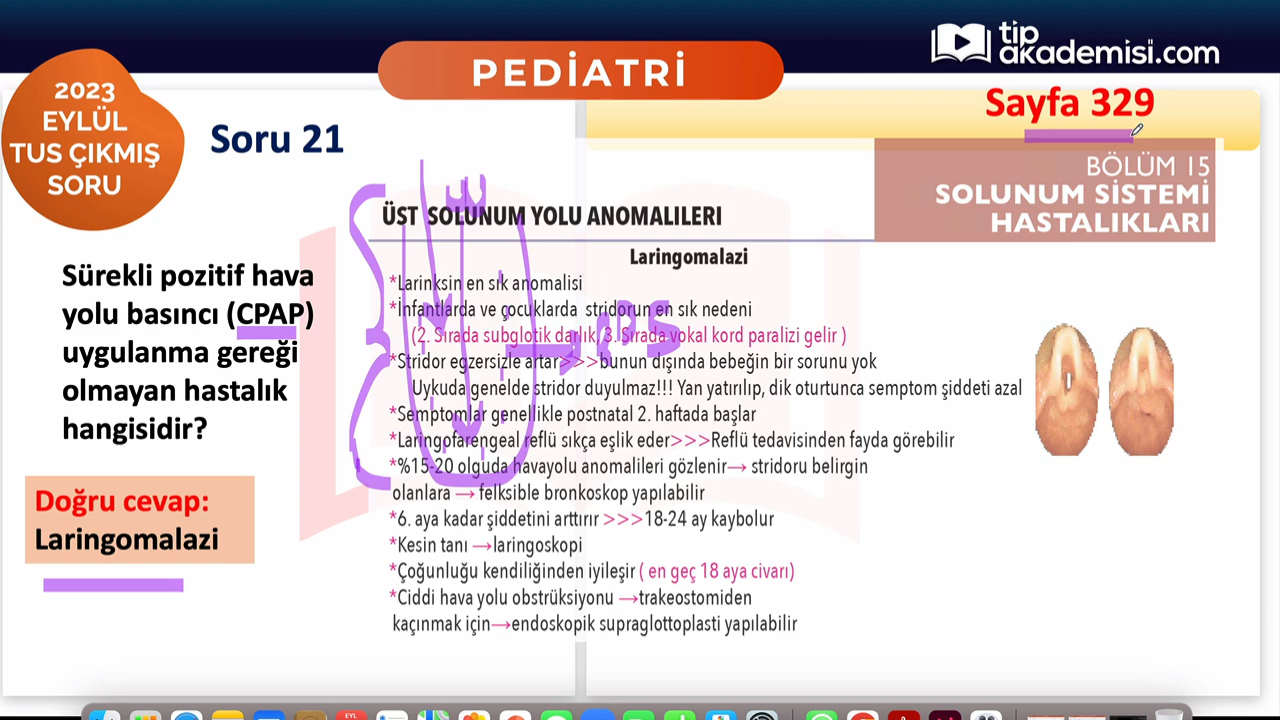 PEDİATRİ
tıp
akademisi.com
2023
EYLÜL
TUS ÇIKMIŞ
SORU
Soru 21
Sayfa 329
BÖLÜM 15
SOLUNUM SİSTEMİ
HASTALIKLARI
Sürekli pozitif hava
yolu basıncı (CPAP)
uygulanma gereği
olmayan hastalık
hangisidir?
Doğru cevap:
Laringomalazi
ÜST SOLUNUM YOLU ANOMALILERI
Laringomalazi
*Larinksin en sık anomalisi
*İnfantlarda ve çocuklarda stridorun en sık nedeni
(2. Sırada subglotik darlık, 3. Sırada vokal kord paralizi gelir )
*Stridor egzersizle artar>>>bunun dışında bebeğin bir sorunu yok
Uykuda genelde stridor duyulmaz!!! Yan yatırılıp, dik oturtunca semptom şiddeti azal
*Semptomlar genellikle postnatal 2. haftada başlar
*Laringofarengeal reflü sıkça eşlik eder>>>Reflü tedavisinden fayda görebilir
*%15-20 olguda havayolu anomalileri gözlenir→ stridoru belirgin
olanlara → felksible bronkoskop yapılabilir
*6. aya kadar şiddetini arttırır >>>18-24 ay kaybolur
*Kesin tanı →laringoskopi
*Çoğunluğu kendiliğinden iyileşir ( en geç 18 aya civarı)
*Ciddi hava yolu obstrüksiyonu →trakeostomiden
kaçınmak için→endoskopik supraglottoplasti yapılabilir
EYL